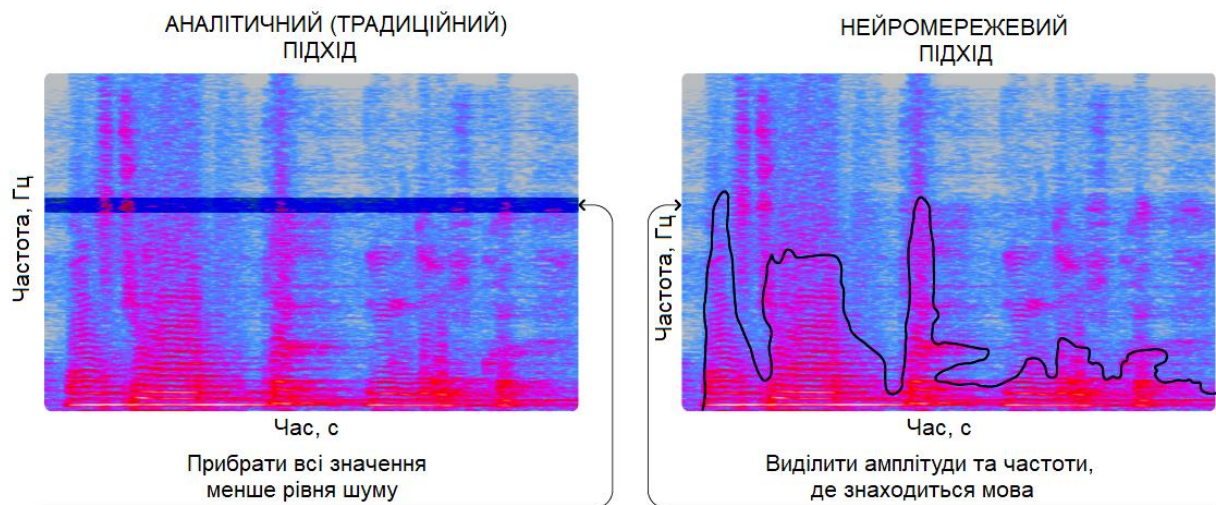 АНАЛІТИЧНИЙ (ТРАДИЦІЙНИЙ)
ПІДХІД
Частота, Гц
Час, с
Прибрати всі значення
менше рівня шуму
НЕЙРОМЕРЕЖЕВИЙ
ПІДХІД
Частота, Гц
Час, с
Виділити амплітуди та частоти,
де знаходиться мова